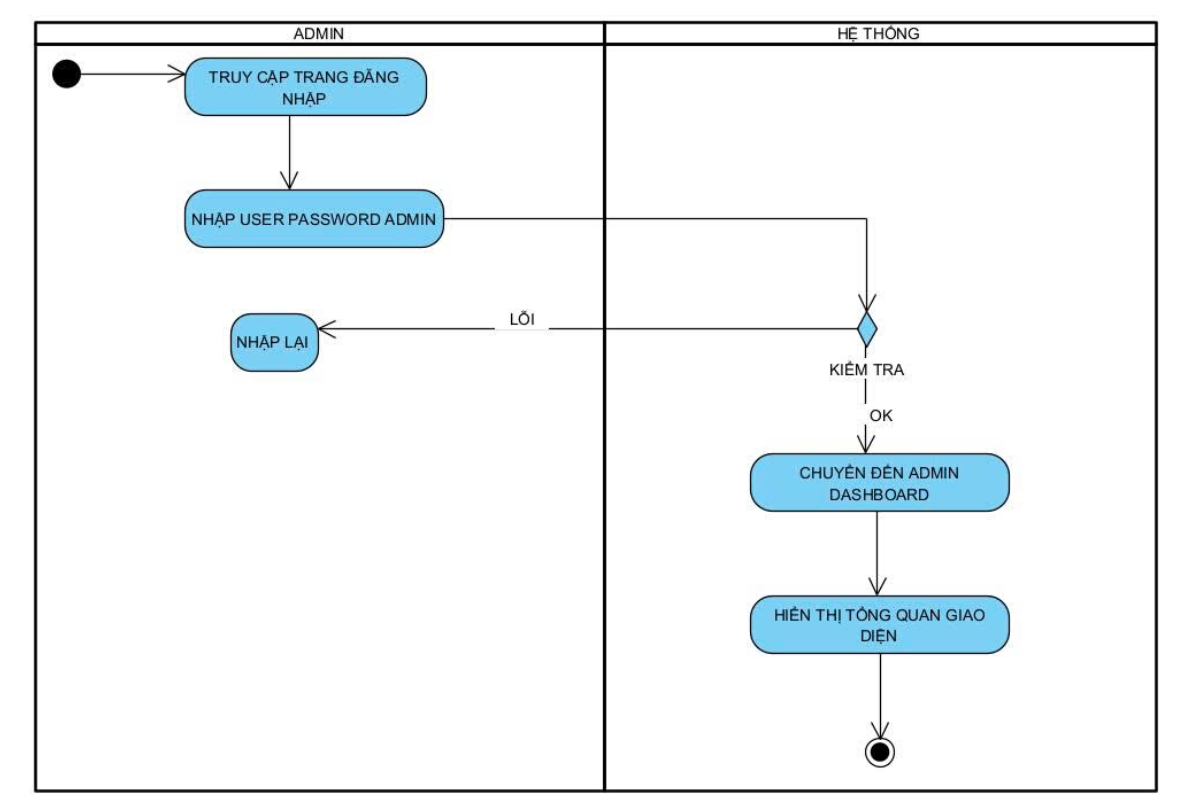 ADMIN
HỆ THỐNG
TRUY CẬP TRANG ĐĂNG
NHẬP
NHẬP USER PASSWORD ADMIN
LỖI
NHẬP LẠI
KIỂM TRA
OK
CHUYỂN ĐẾN ADMIN
DASHBOARD
HIỂN THỊ TỔNG QUAN GIAO
DIỆN